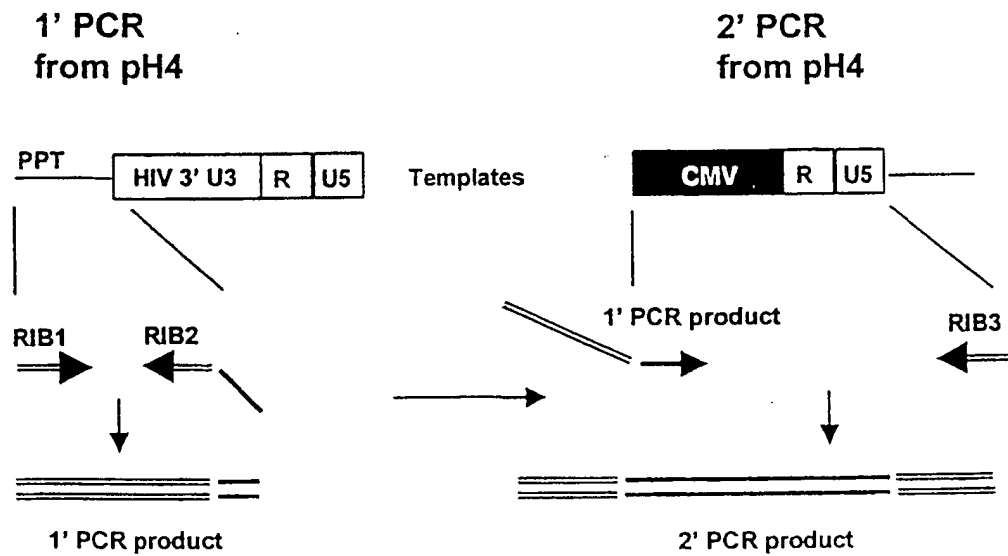 1' PCR
from pH4
2' PCR
from pH4
PPT
HIV 3' U3
R
U5
Templates
CMV
R
U5
RIB1
RIB2
1' PCR product
RIB3
1' PCR product
2' PCR product